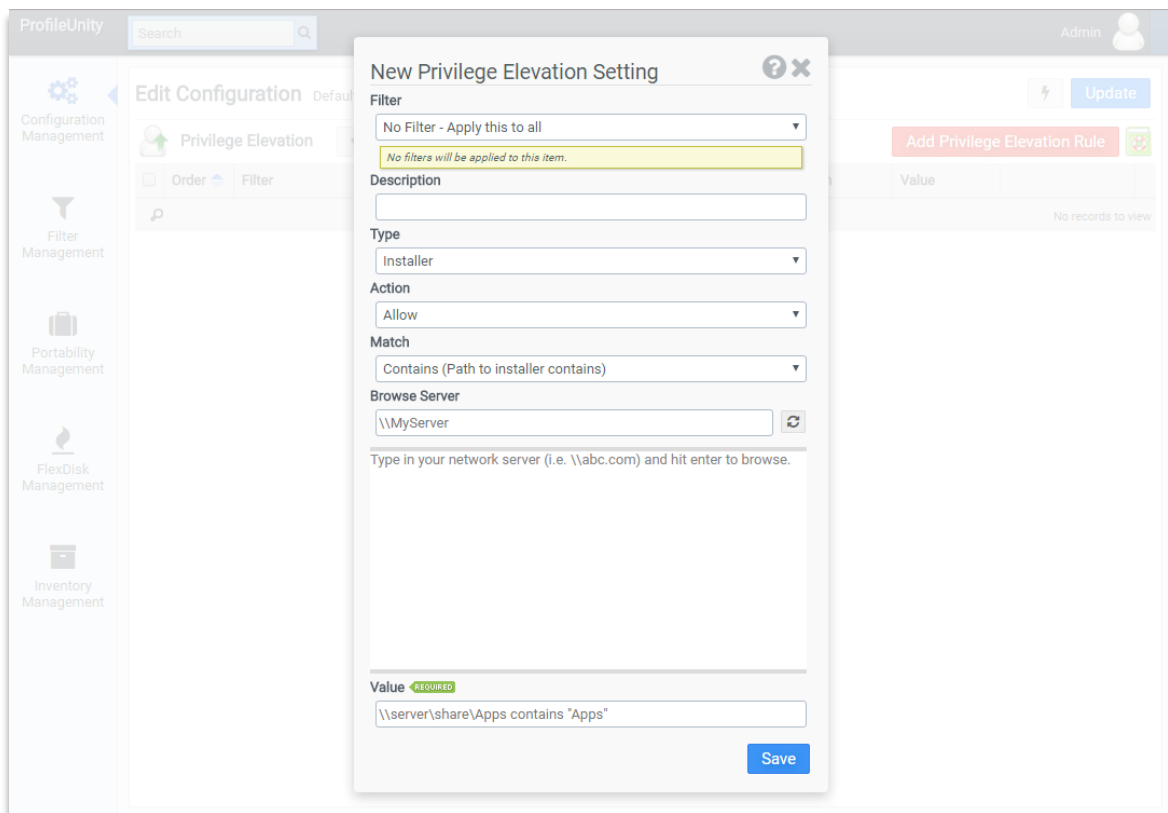 ProfileUnity
Search
Admin
Configuration
Management
Filter
Management
Portability
Management
FlexDisk
Management
Inventory
Management
Edit Configuration Defaul
Update
Privilege Elevation
Add Privilege Elevation Rule
Order Filter
Value
No records to view
New Privilege Elevation Setting
Filter
No Filter - Apply this to all
No filters will be applied to this item.
Description
Type
Installer
Action
Allow
Match
Contains (Path to installer contains)
Browse Server
\\MyServer
Type in your network server (i.e. \\abc.com) and hit enter to browse.
Value REQUIRED
\\server\share\Apps contains "Apps"
Save